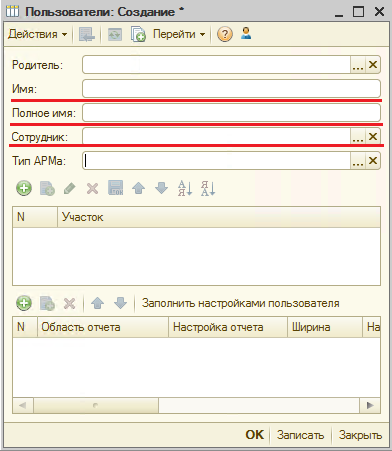 Пользователи: Создание *
Действия Перейти
Родитель:
Имя:
Полное имя:
Сотрудник:
Тип АРМа:
N Участок
Заполнить настройками пользователя
N Область отчета Настройка отчета Ширина На
OK Записать Закрыть